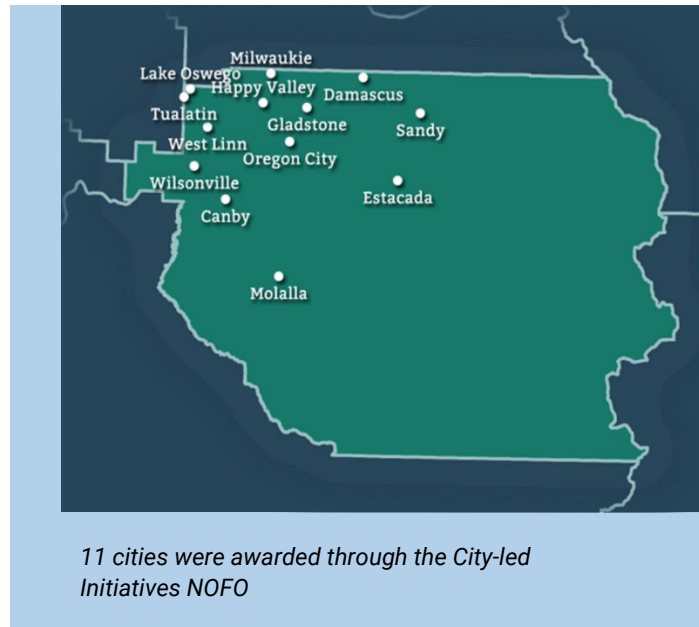 Milwaukie
Lake Oswego
Happy Valley
Damascus
Tualatin
Gladstone
Sandy
West Linn
Oregon City
Wilsonville
Estacada
Canby
Molalla
11 cities were awarded through the City-led
Initiatives NOFO